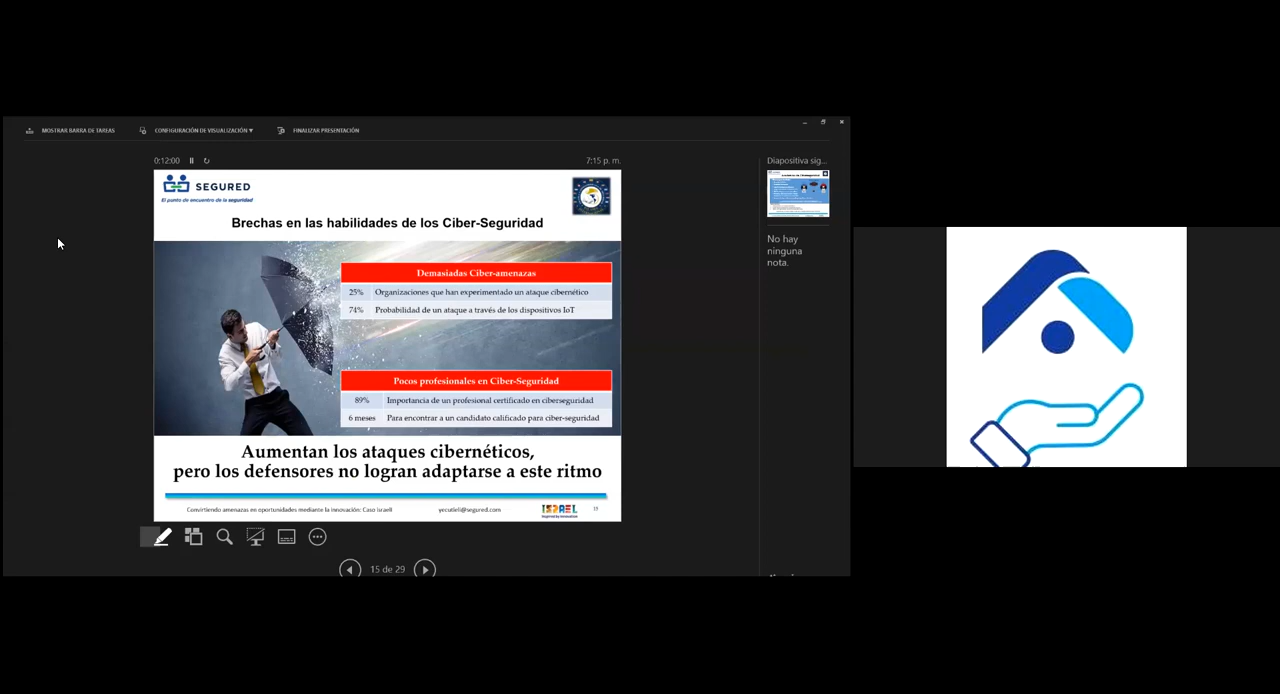 MOSTRAR BARRA DE TAREAS
CONFIGURACIÓN DE VISUALIZACIÓN ▾
FINALIZAR PRESENTACIÓN
0:12:00
7:15 p. m.
Diapositiva sig...
SEGURED
El punto de encuentro de la seguridad
Brechas en las habilidades de los Ciber-Seguridad
Demasiadas Ciber-amenazas
25% Organizaciones que han experimentado un ataque cibernético
74% Probabilidad de un ataque a través de los dispositivos IoT
No hay
ninguna
nota.
Pocos profesionales en Ciber-Seguridad
89% Importancia de un profesional certificado en ciberseguridad
6 meses Para encontrar a un candidato calificado para ciber-seguridad
Aumentan los ataques cibernéticos,
pero los defensores no logran adaptarse a este ritmo
Convirtiendo amenazas en oportunidades mediante la innovación: Caso Israelí
yecutieli@segured.com
ISRAEL
15 de 29